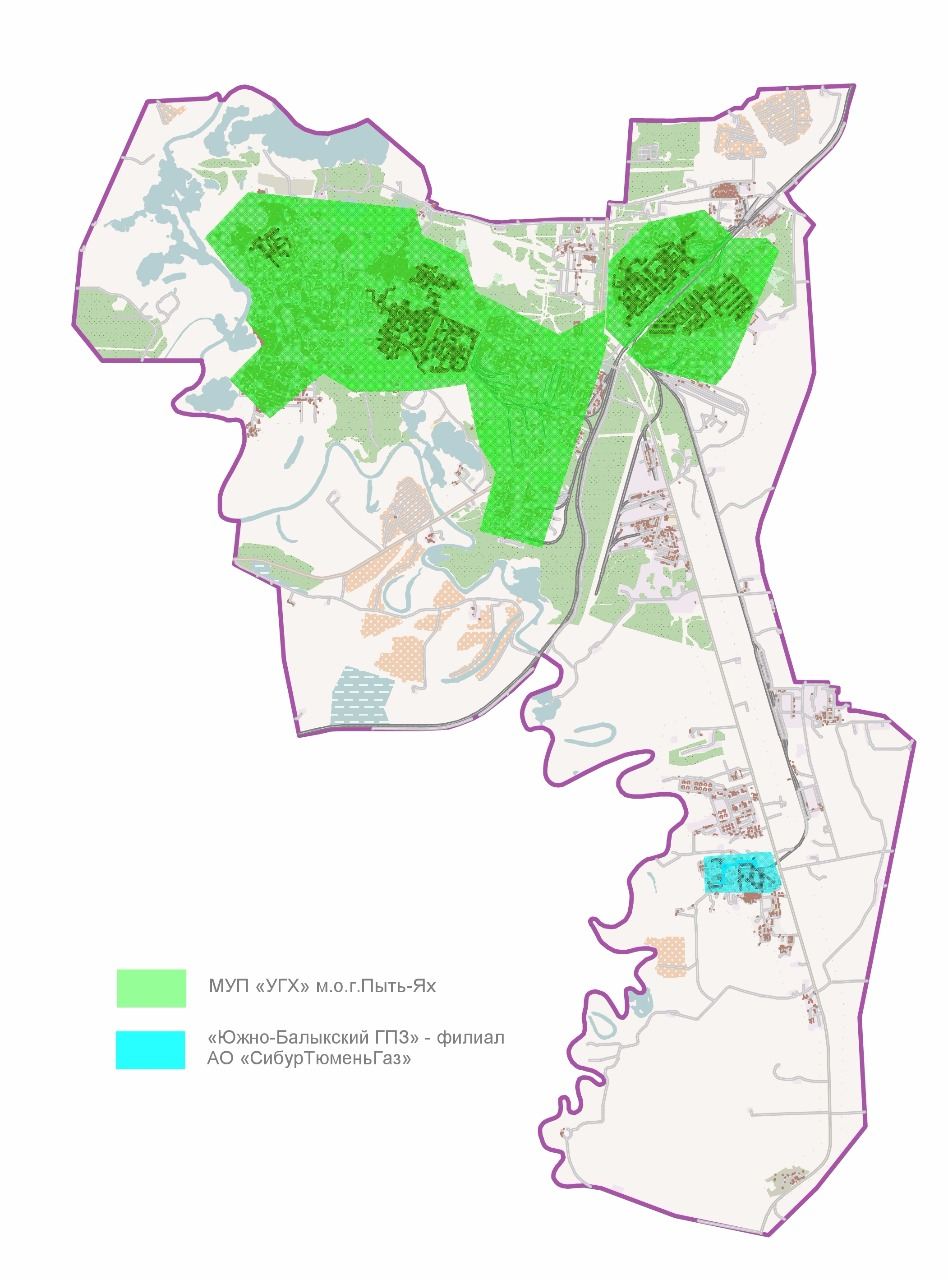 МУП «УГХ» м.о.г.Пыть-Ях
«Южно-Балыкский ГПЗ» - филиал
АО «СибурТюменьГаз»